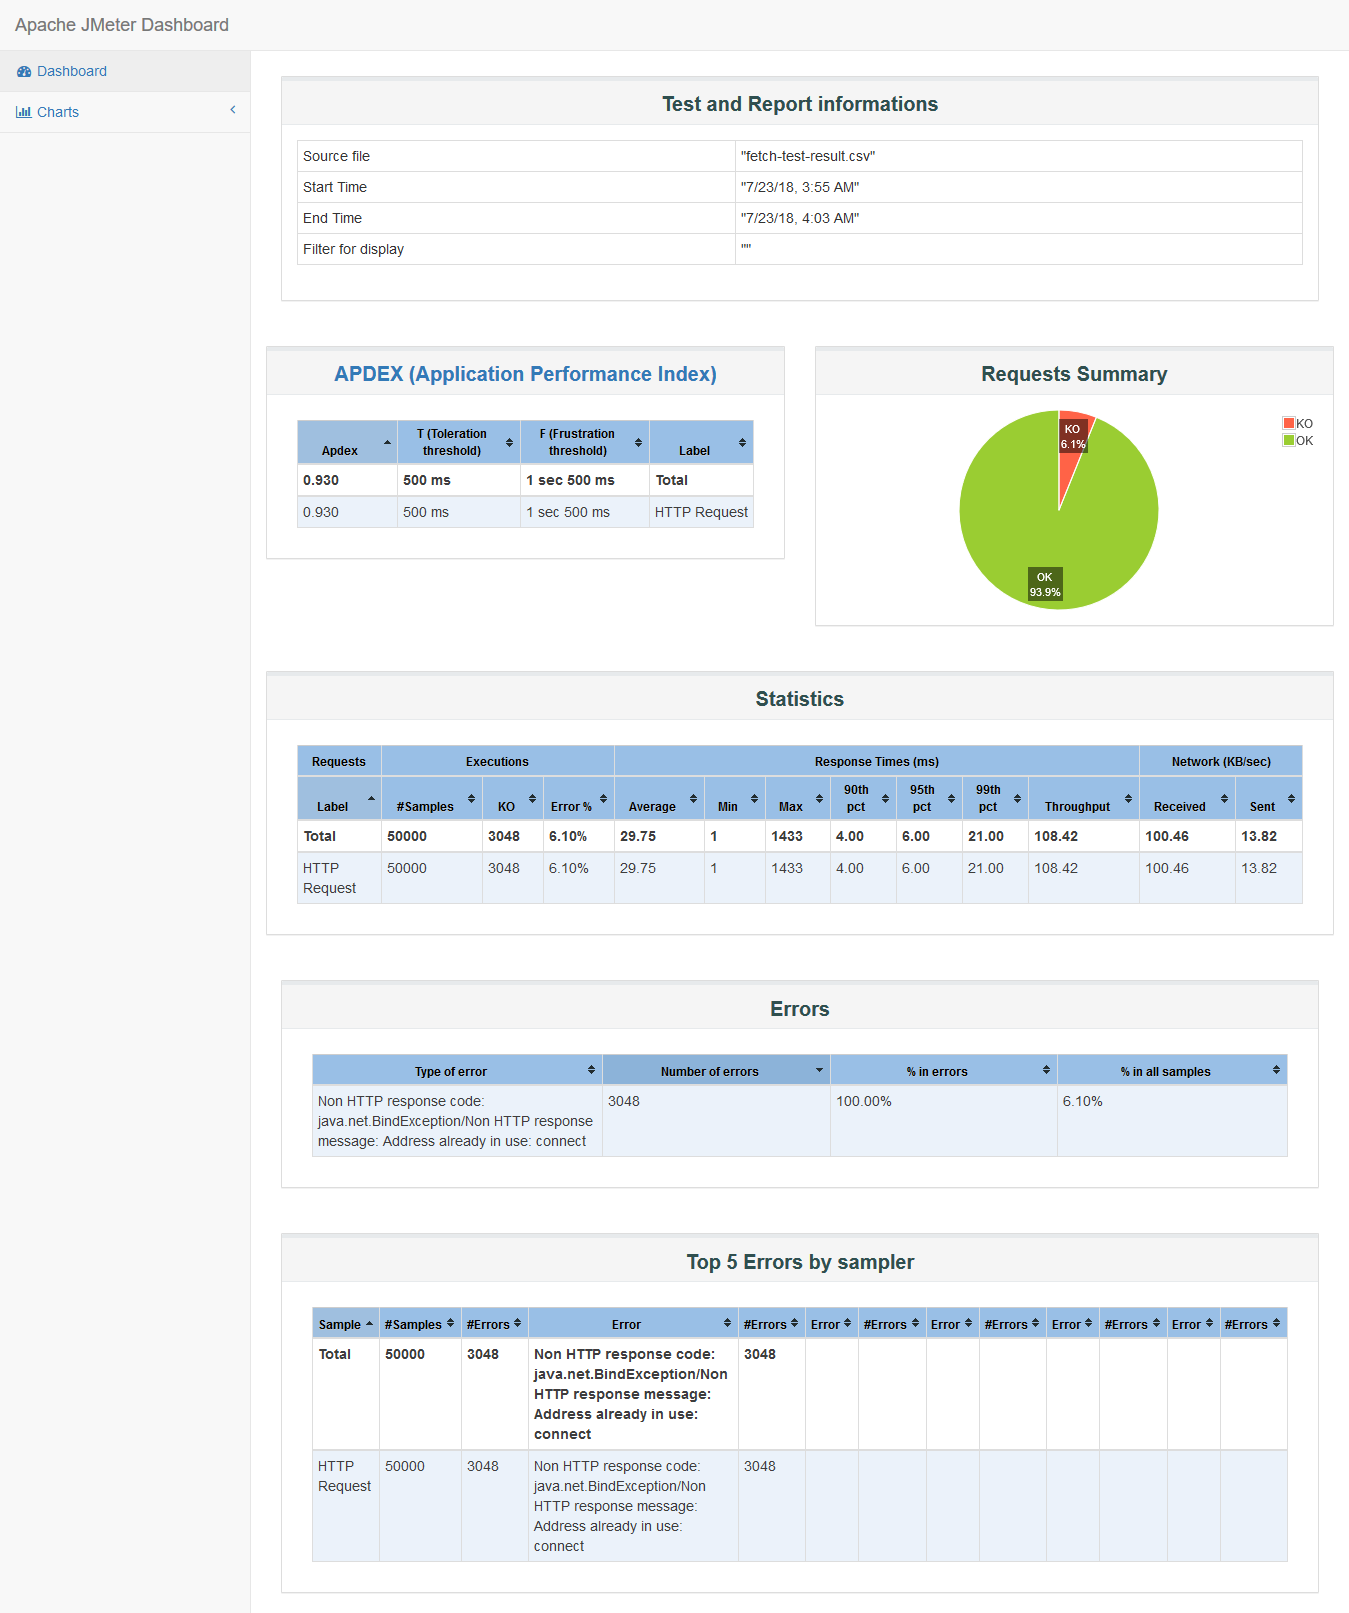 Apache JMeter Dashboard
Dashboard
Charts
Test and Report informations
Source file "fetch-test-result.csv"
Start Time "7/23/18, 3:55 AM"
End Time "7/23/18, 4:03 AM"
Filter for display ""
APDEX (Application Performance Index)
Apdex T (Toleration threshold) F (Frustration threshold) Label
0.930 500 ms 1 sec 500 ms Total
0.930 500 ms 1 sec 500 ms HTTP Request
Requests Summary
KO
6.1%
OK
93.9%
KO
OK
Statistics
Requests Executions Response Times (ms) Network (KB/sec)
Label #Samples KO Error % Average Min Max 90th pct 95th pct 99th pct Throughput Received Sent
Total 50000 3048 6.10% 29.75 1 1433 4.00 6.00 21.00 108.42 100.46 13.82
HTTP Request 50000 3048 6.10% 29.75 1 1433 4.00 6.00 21.00 108.42 100.46 13.82
Errors
Type of error Number of errors % in errors % in all samples
Non HTTP response code: 3048 100.00% 6.10%
java.net.BindException/Non HTTP response
message: Address already in use: connect
Top 5 Errors by sampler
Sample #Samples #Errors Error #Errors Error #Errors Error #Errors Error #Errors Error #Errors
Total 50000 3048 Non HTTP response code: 3048
java.net.BindException/Non
HTTP response message:
Address already in use:
connect
HTTP 50000 3048 Non HTTP response code: 3048
Request java.net.BindException/Non
HTTP response message:
Address already in use:
connect